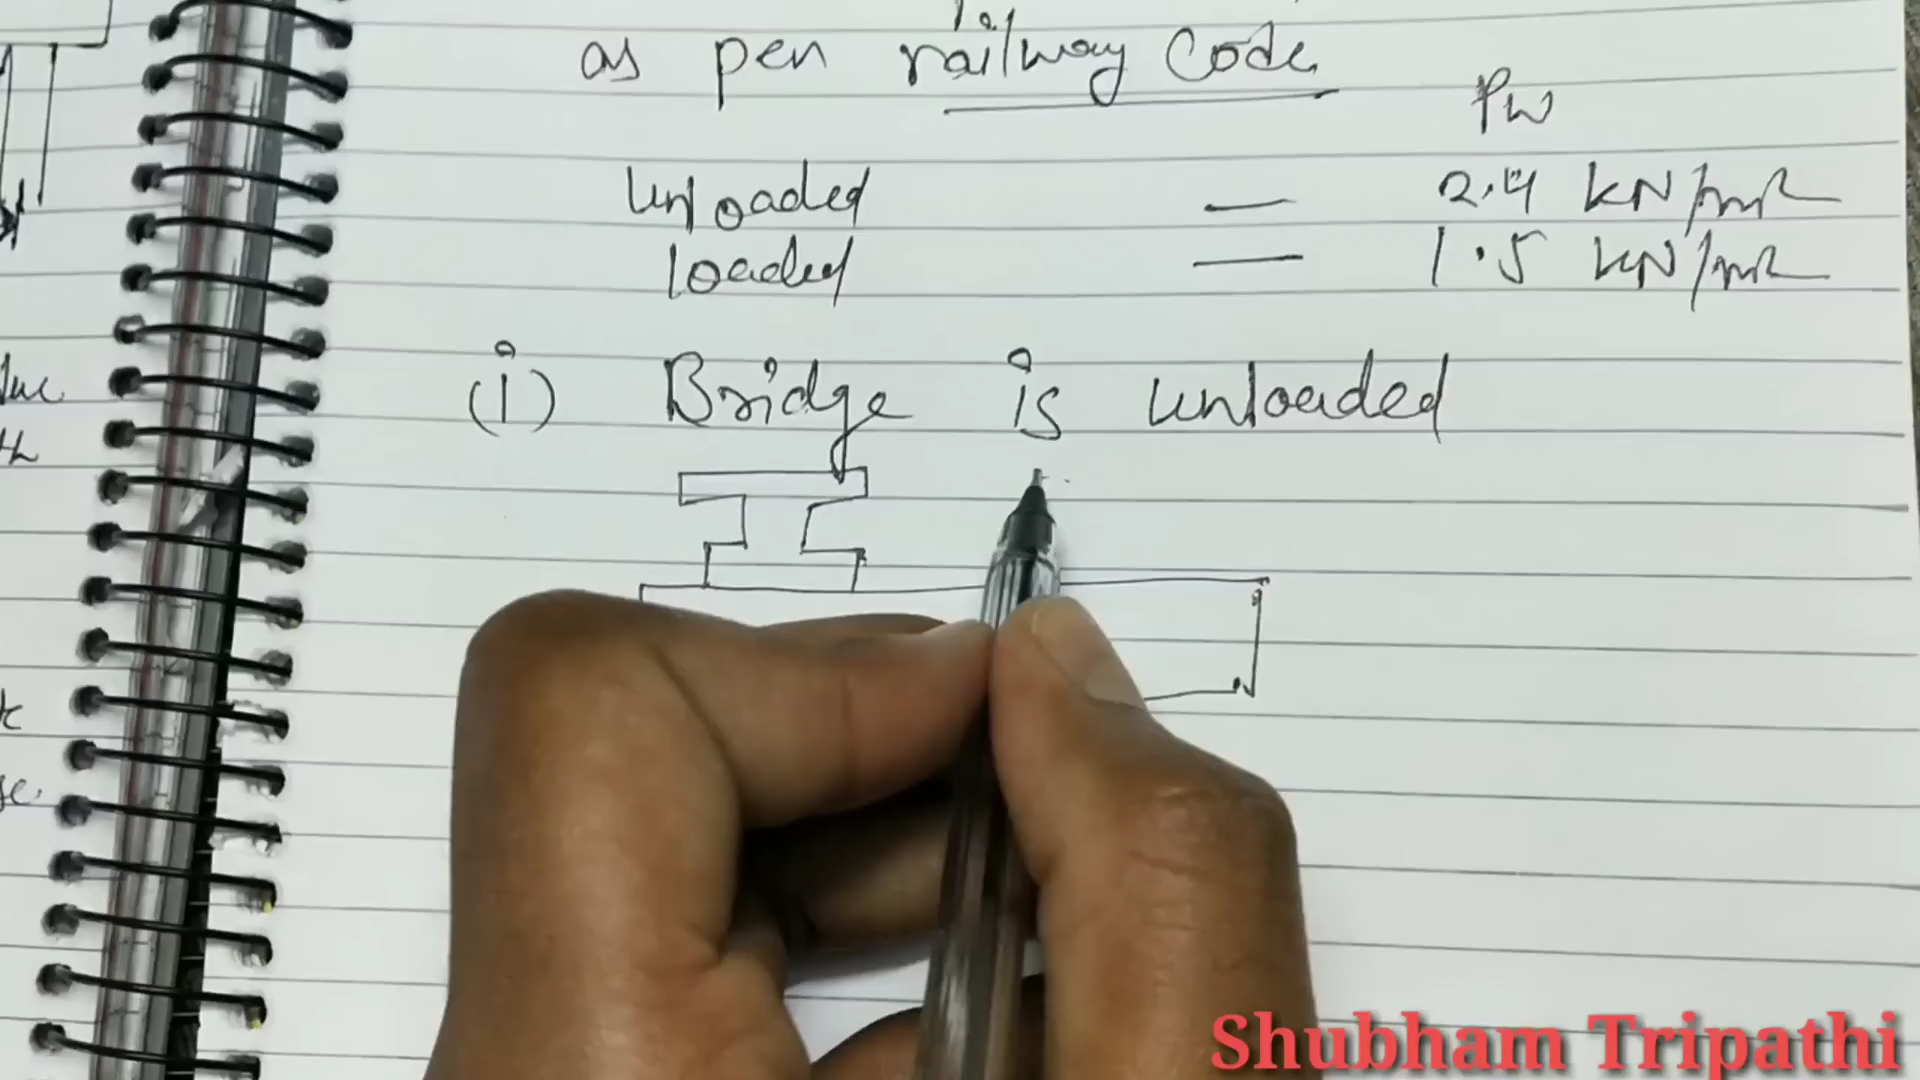 as per railway code
Pw
unloaded — 2.4 kN/m2
loaded — 1.5 kN/m2
(i) Bridge is unloaded
Shubham Tripathi